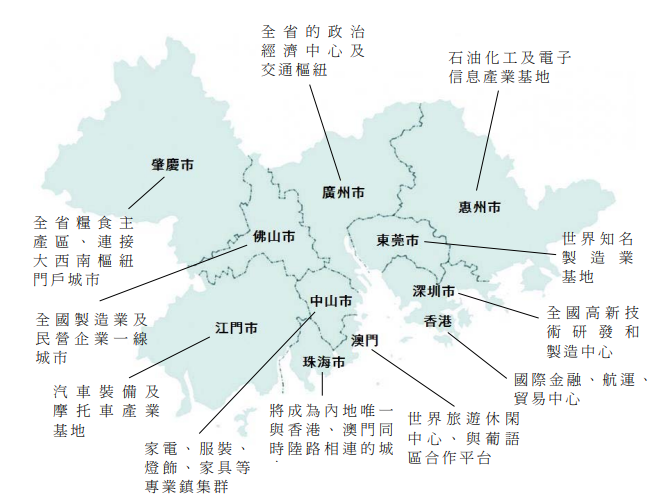 全省的政治
經濟中心及
交通樞紐
石油化工及電子
信息產業基地
肇慶市
廣州市
惠州市
全省糧食主
產區、連接
大西南樞紐
門戶城市
佛山市
東莞市
世界知名
製造業
基地
深圳市
中山市
全國製造業及
民營企業一線
城市
江門市
香港
全國高新技
術研發和
製造中心
澳門
珠海市
國際金融、航運、
貿易中心
汽車裝備及
摩托車產業
基地
將成為內地唯一
與香港、澳門同
時陸路相連的城
世界旅遊休閑
中心、與葡語
區合作平台
家電、服裝、
燈飾、家具等
專業鎮集群